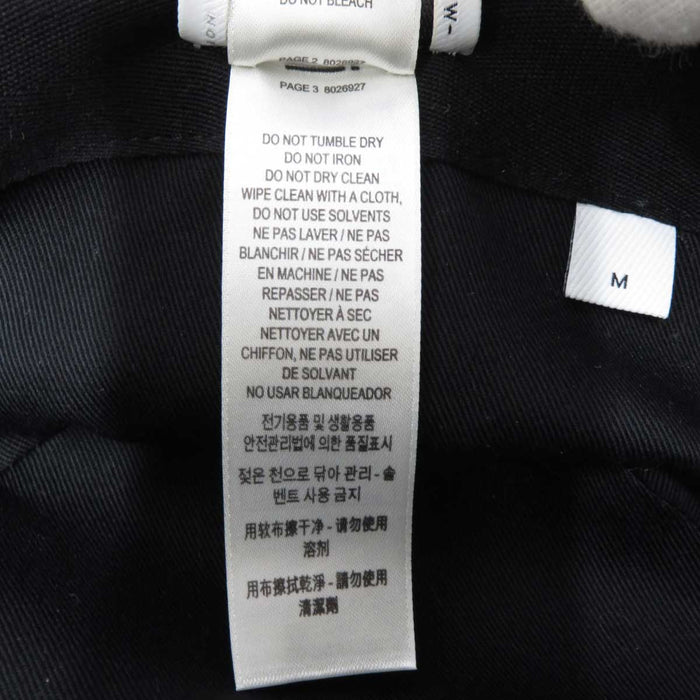 DO NOT BLEACH
W-
PAGE 2 8026927
PAGE 3 8026927
DO NOT TUMBLE DRY
DO NOT IRON
DO NOT DRY CLEAN
WIPE CLEAN WITH A CLOTH,
DO NOT USE SOLVENTS
NE PAS LAVER / NE PAS
BLANCHIR / NE PAS SÉCHER
EN MACHINE / NE PAS
REPASSER / NE PAS
NETTOYER À SEC
NETTOYER AVEC UN
CHIFFON, NE PAS UTILISER
DE SOLVANT
NO USAR BLANQUEADOR
전기용품 및 생활용품
안전관리법에 의한 품질표시
젖은 천으로 닦아 관리 - 솔
벤트 사용 금지
用软布擦干净 - 请勿使用
溶剂
用布擦拭乾淨 - 請勿使用
清潔劑
M